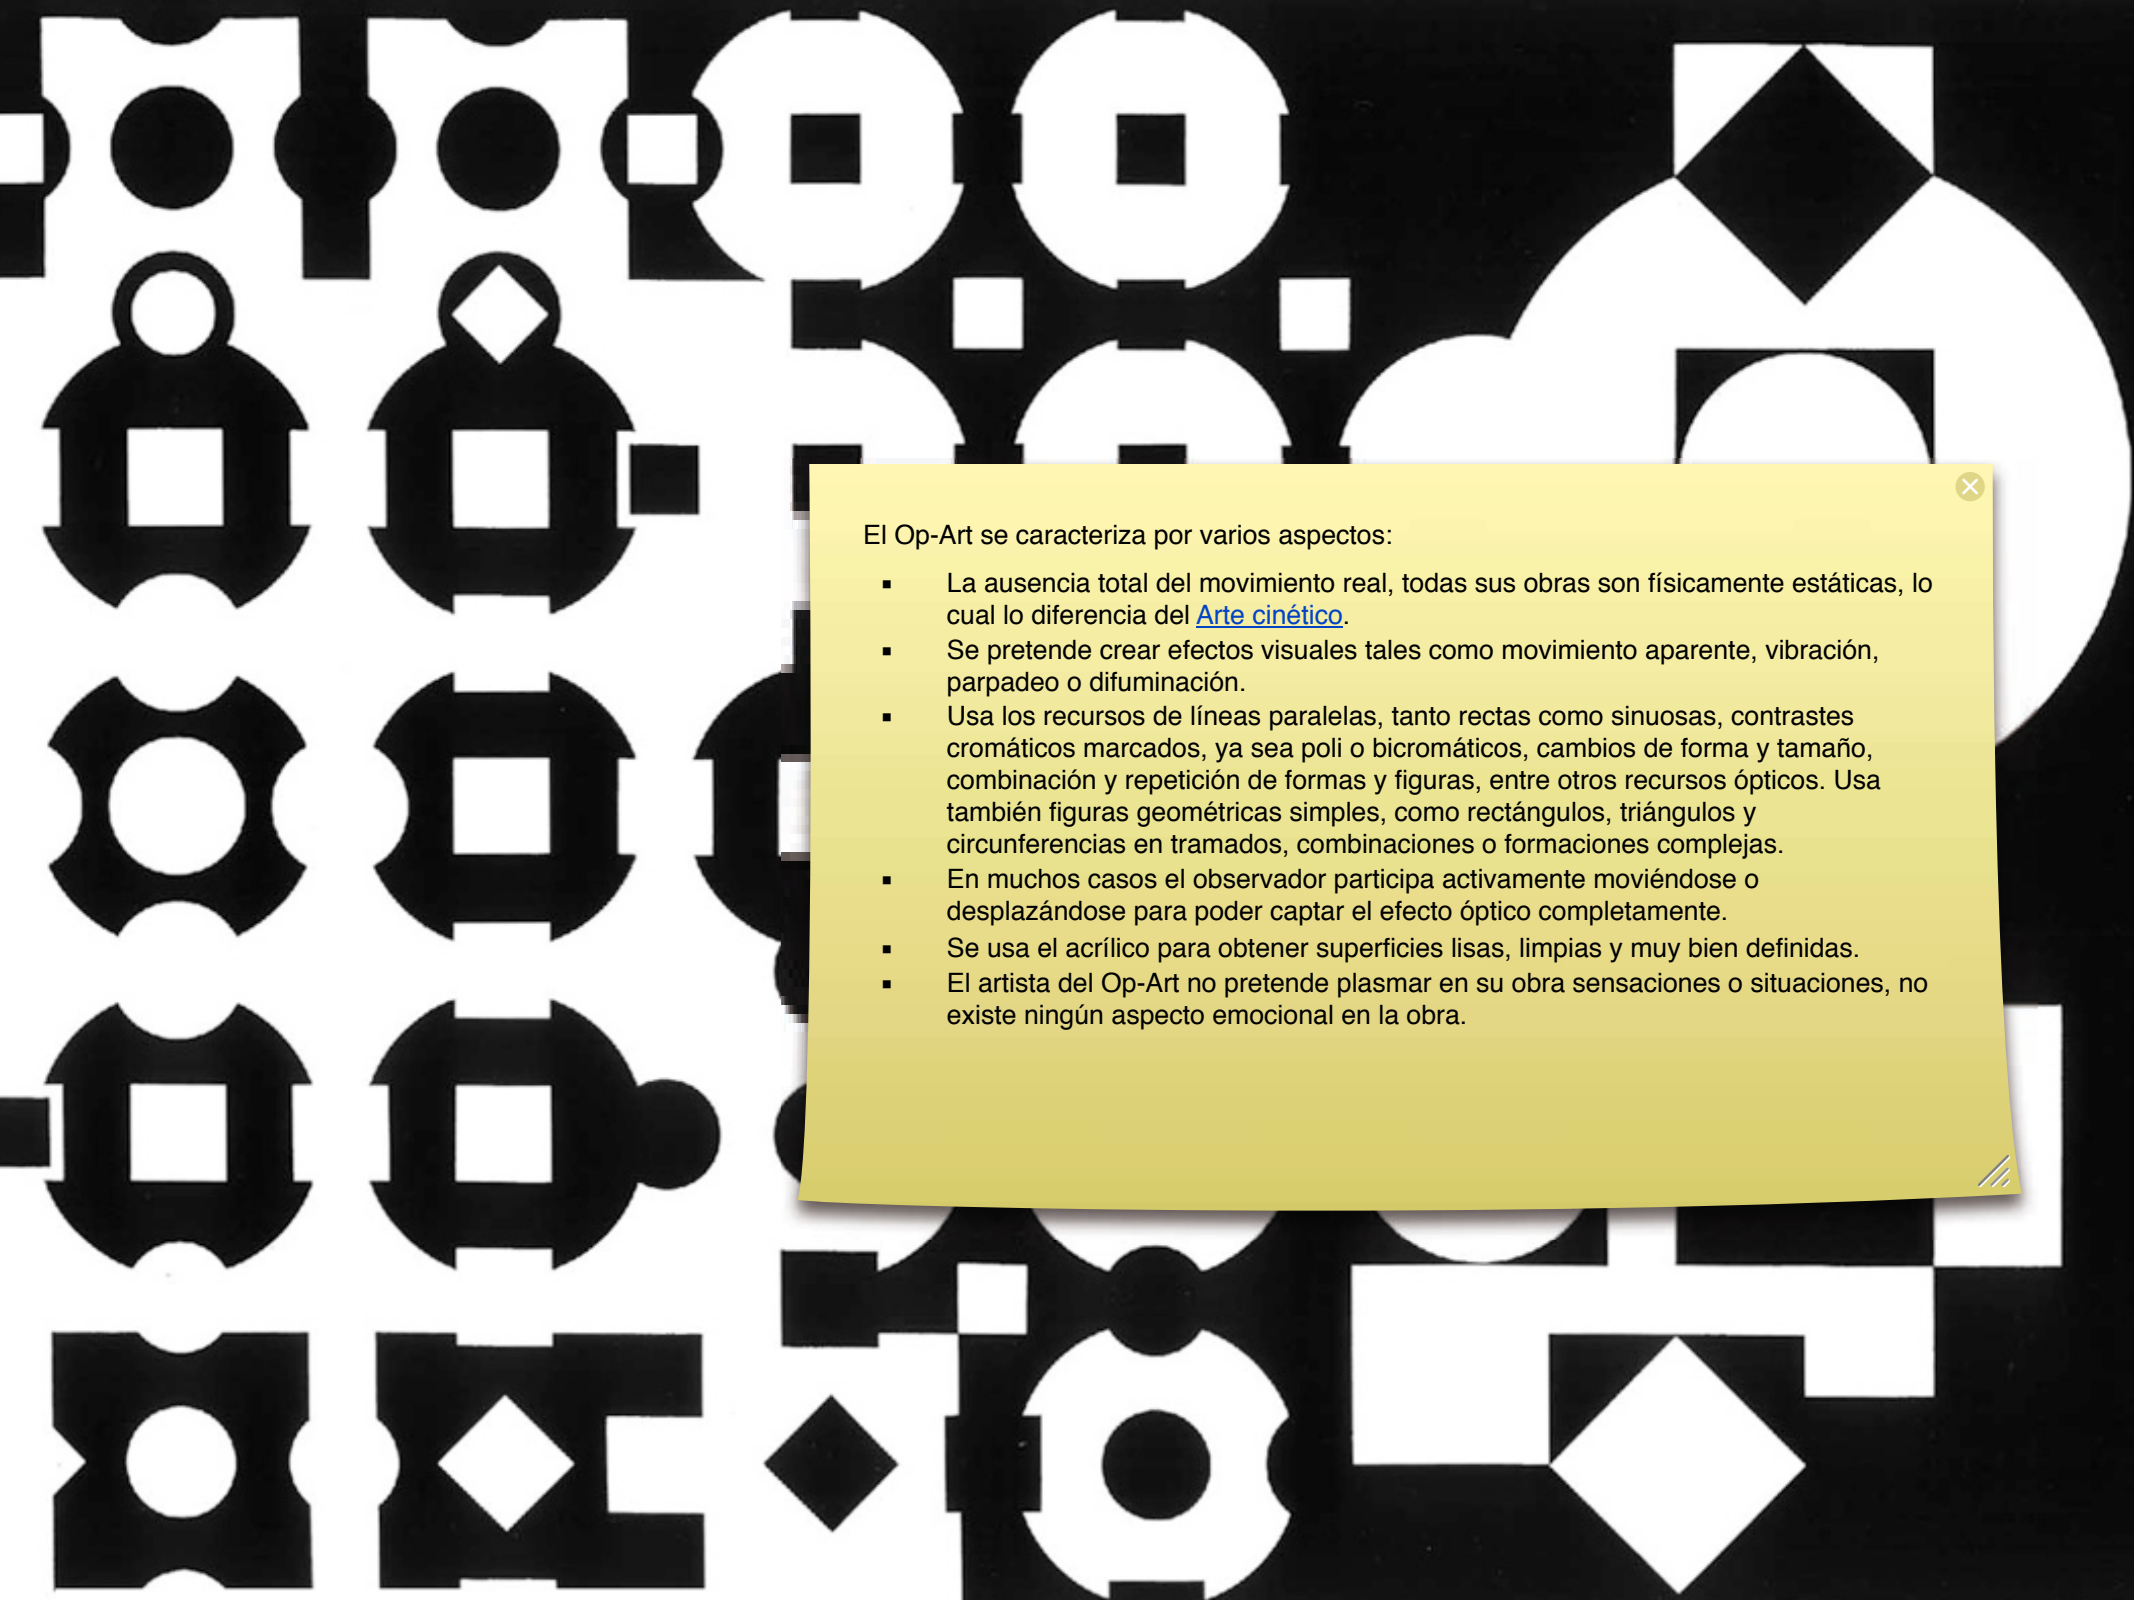 El Op-Art se caracteriza por varios aspectos:
▪ La ausencia total del movimiento real, todas sus obras son físicamente estáticas, lo
cual lo diferencia del Arte cinético.
▪ Se pretende crear efectos visuales tales como movimiento aparente, vibración,
parpadeo o difuminación.
▪ Usa los recursos de líneas paralelas, tanto rectas como sinuosas, contrastes
cromáticos marcados, ya sea poli o bicromáticos, cambios de forma y tamaño,
combinación y repetición de formas y figuras, entre otros recursos ópticos. Usa
también figuras geométricas simples, como rectángulos, triángulos y
circunferencias en tramados, combinaciones o formaciones complejas.
▪ En muchos casos el observador participa activamente moviéndose o
desplazándose para poder captar el efecto óptico completamente.
▪ Se usa el acrílico para obtener superficies lisas, limpias y muy bien definidas.
▪ El artista del Op-Art no pretende plasmar en su obra sensaciones o situaciones, no
existe ningún aspecto emocional en la obra.